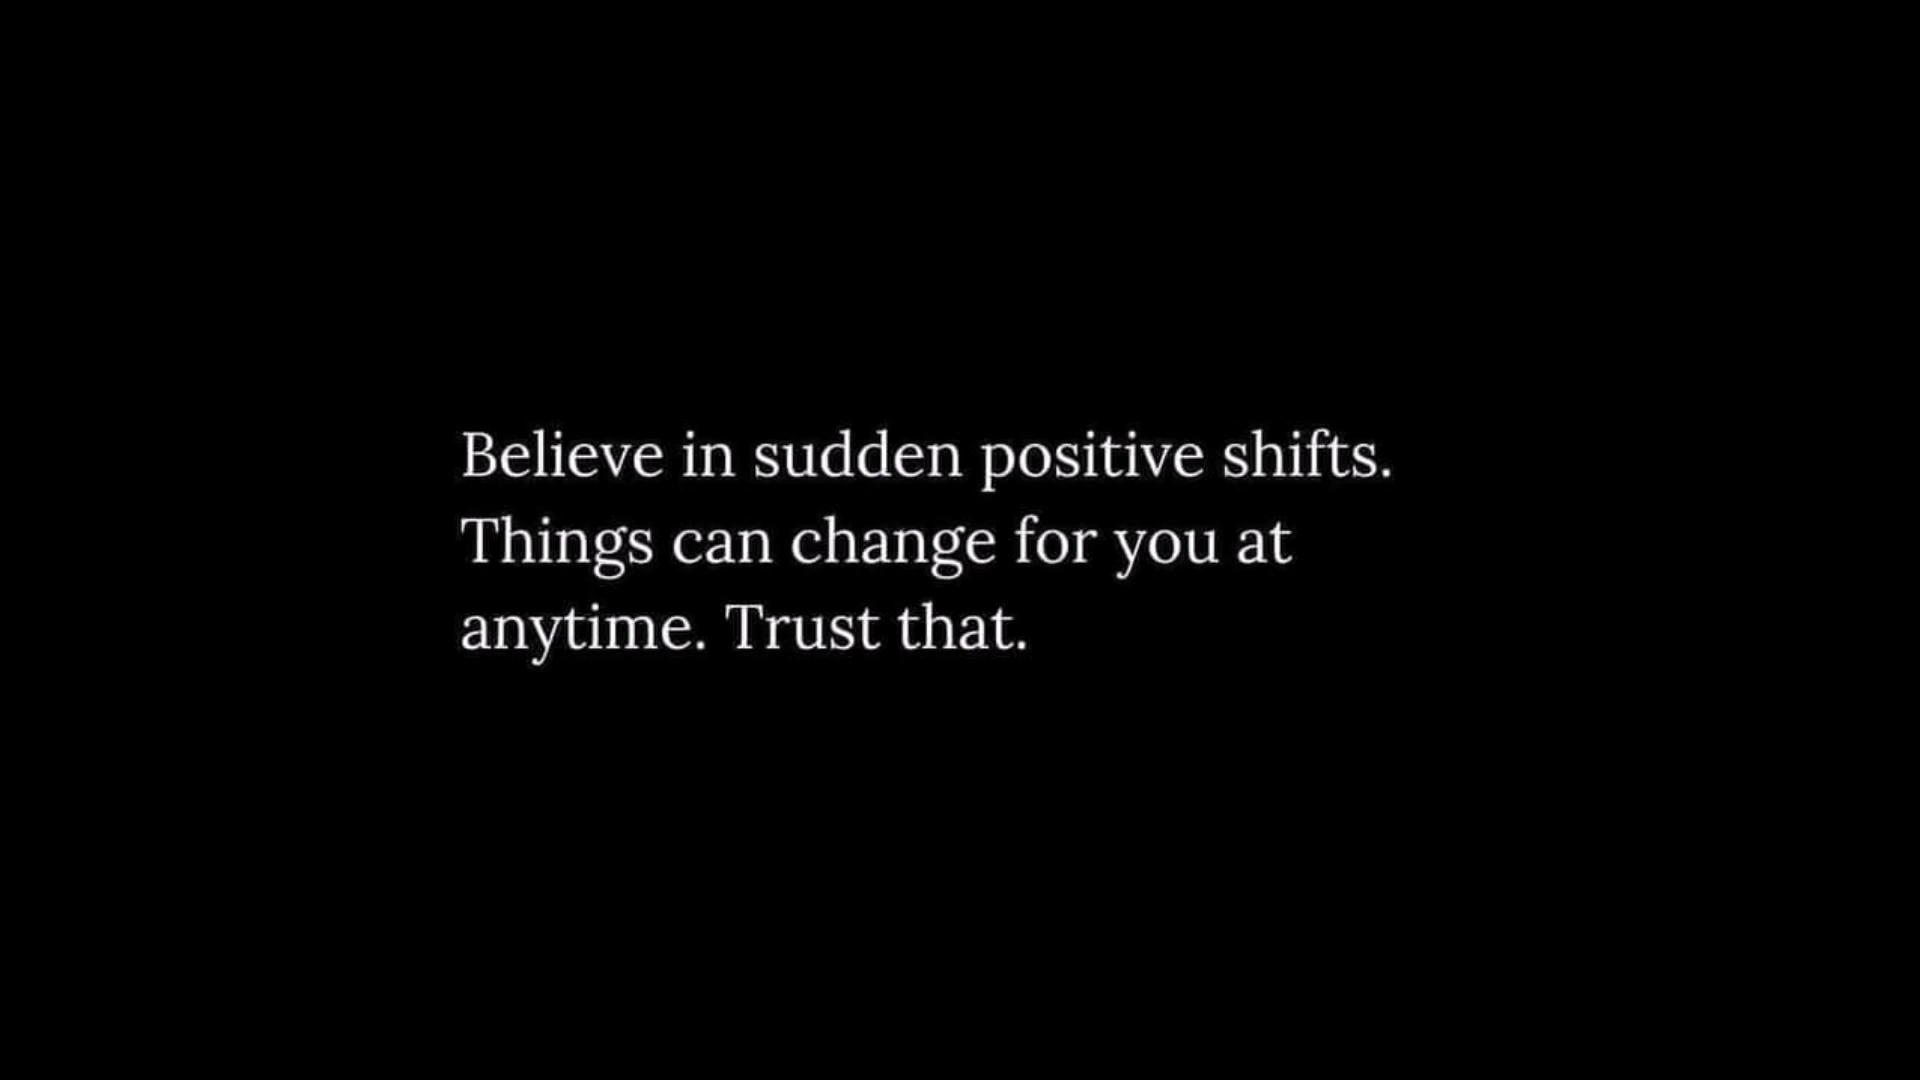 Believe in sudden positive shifts.
Things can change for you at
anytime. Trust that.